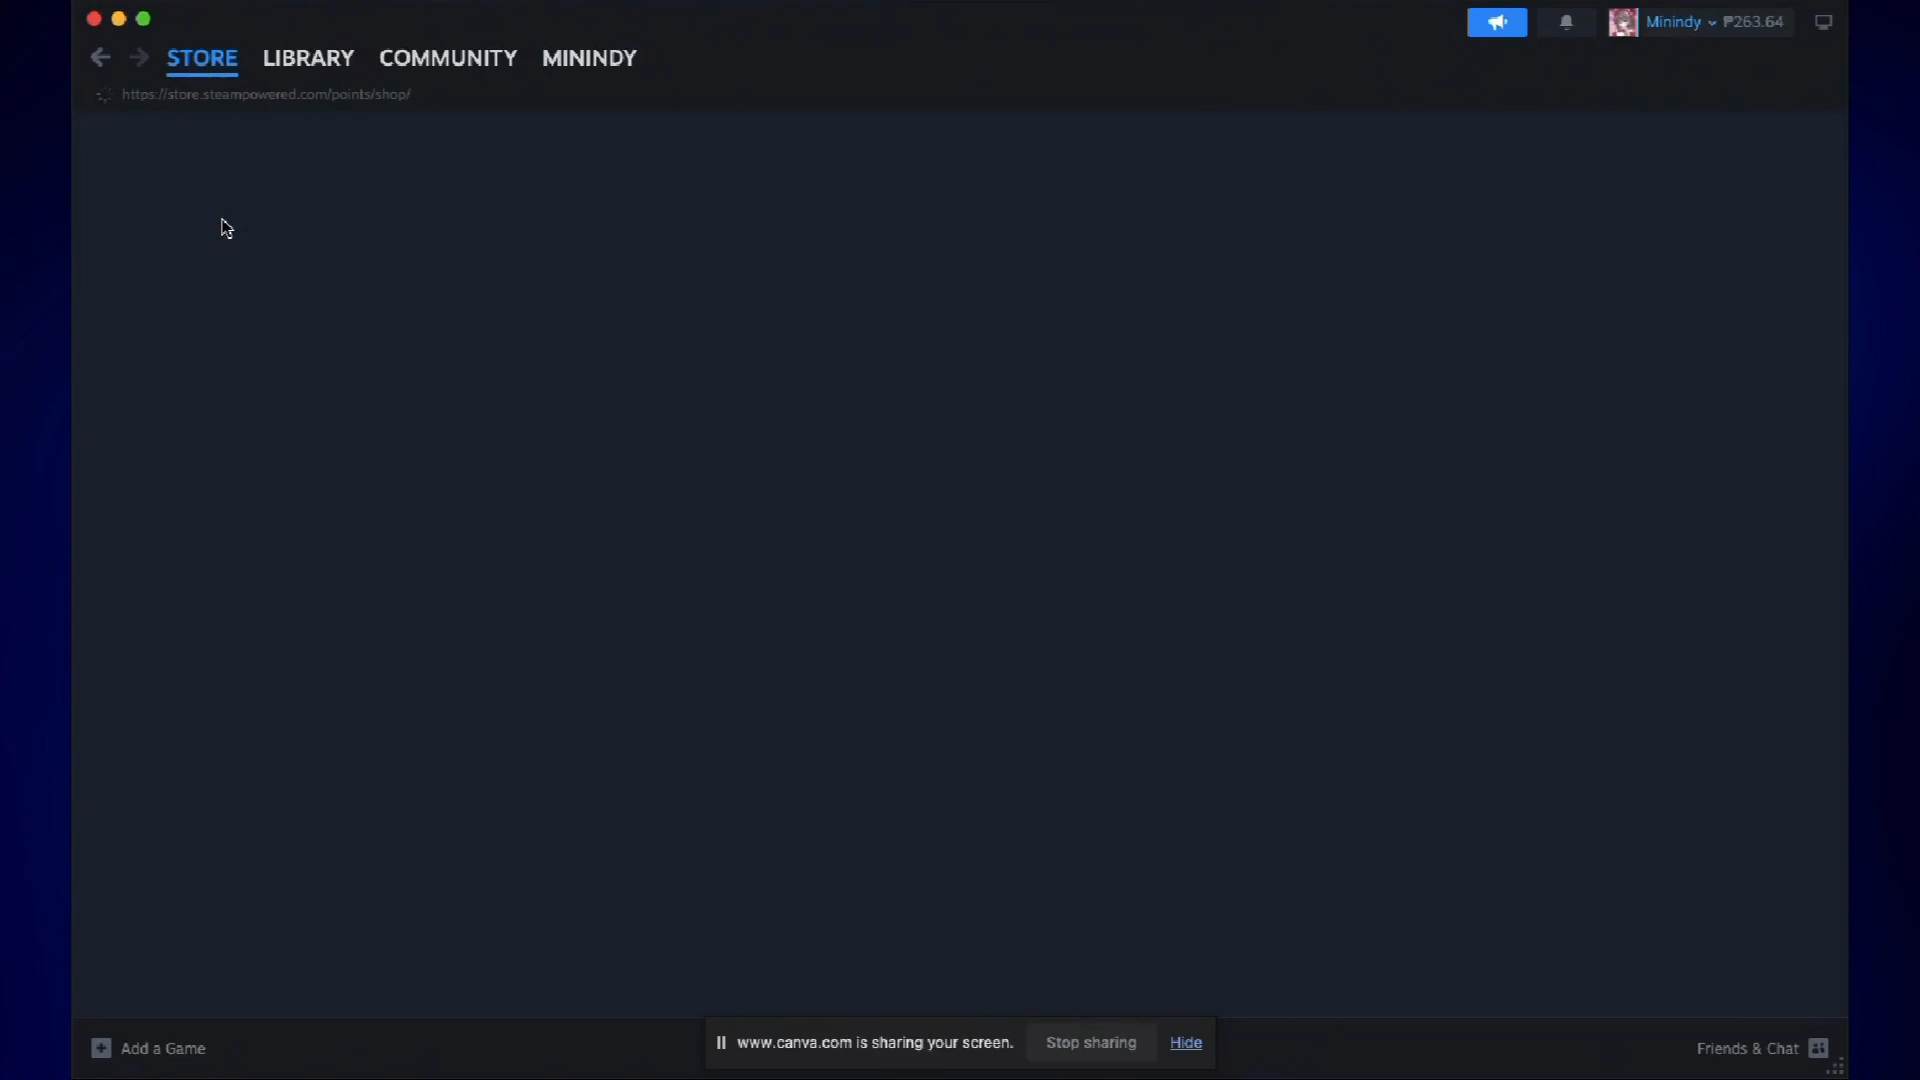 Minindy ₱263.64
STORE LIBRARY COMMUNITY MININDY
https://store.steampowered.com/points/shop/
Add a Game
www.canva.com is sharing your screen. Stop sharing Hide
Friends & Chat